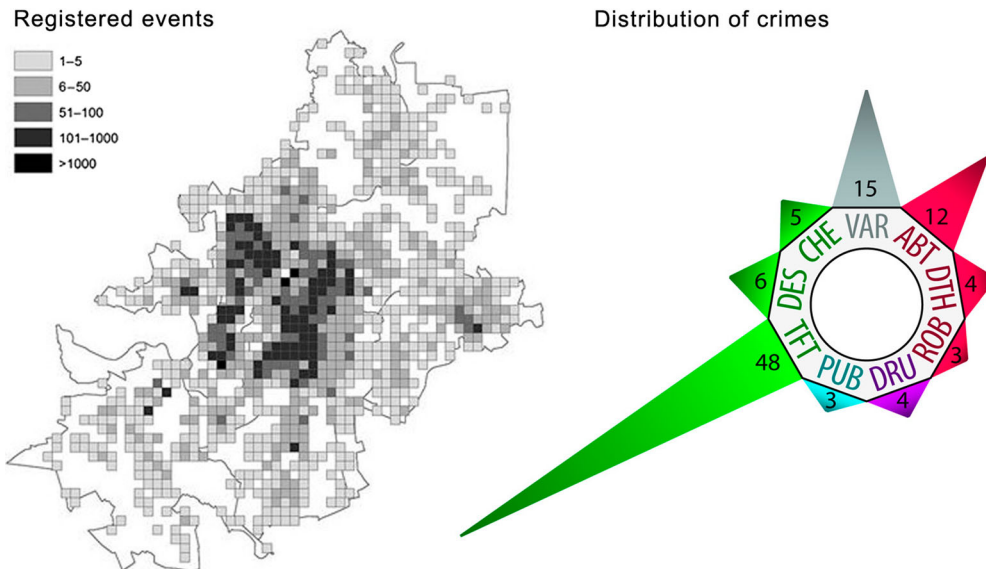 Registered events
1–5
6–50
51–100
101–1000
>1000
Distribution of crimes
15
VAR
12
ABT
4
DTH
3
ROB
4
DRU
3
PUB
48
TFT
6
DES
5
CHE